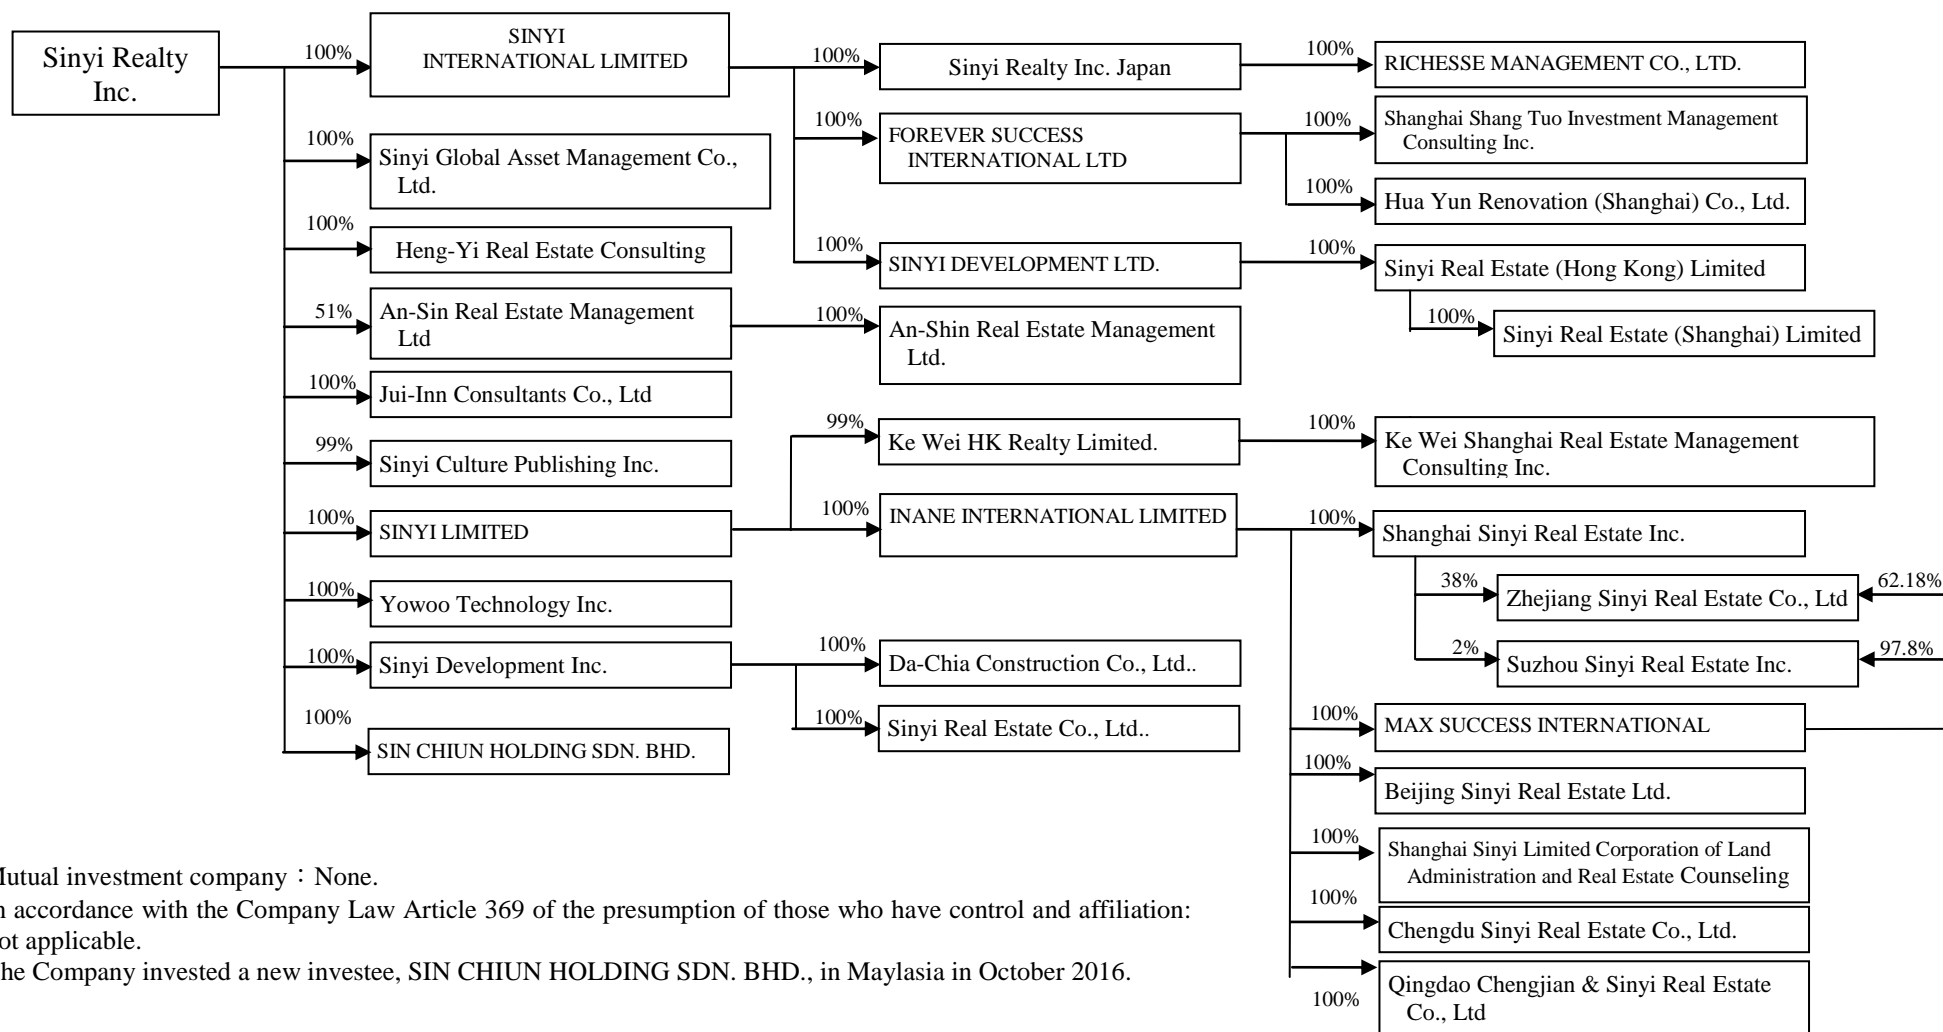 Sinyi Realty
Inc.
100%
SINYI
INTERNATIONAL LIMITED
100%
Sinyi Realty Inc. Japan
100%
RICHESSE MANAGEMENT CO., LTD.
100%
FOREVER SUCCESS
INTERNATIONAL LTD
100%
Shanghai Shang Tuo Investment Management
Consulting Inc.
100%
Hua Yun Renovation (Shanghai) Co., Ltd.
100%
SINYI DEVELOPMENT LTD.
100%
Sinyi Real Estate (Hong Kong) Limited
100%
Sinyi Real Estate (Shanghai) Limited
100%
Sinyi Global Asset Management Co.,
Ltd.
100%
Heng-Yi Real Estate Consulting
51%
An-Sin Real Estate Management
Ltd
100%
An-Shin Real Estate Management
Ltd.
100%
Jui-Inn Consultants Co., Ltd
99%
Sinyi Culture Publishing Inc.
100%
SINYI LIMITED
99%
Ke Wei HK Realty Limited.
100%
Ke Wei Shanghai Real Estate Management
Consulting Inc.
100%
INANE INTERNATIONAL LIMITED
100%
Shanghai Sinyi Real Estate Inc.
38%
Zhejiang Sinyi Real Estate Co., Ltd
62.18%
2%
Suzhou Sinyi Real Estate Inc.
97.8%
100%
MAX SUCCESS INTERNATIONAL
100%
Beijing Sinyi Real Estate Ltd.
100%
Shanghai Sinyi Limited Corporation of Land
Administration and Real Estate Counseling
100%
Chengdu Sinyi Real Estate Co., Ltd.
100%
Qingdao Chengjian & Sinyi Real Estate
Co., Ltd
100%
Yowoo Technology Inc.
100%
Sinyi Development Inc.
100%
Da-Chia Construction Co., Ltd..
100%
Sinyi Real Estate Co., Ltd..
100%
SIN CHIUN HOLDING SDN. BHD.
Mutual investment company：None.
n accordance with the Company Law Article 369 of the presumption of those who have control and affiliation:
ot applicable.
he Company invested a new investee, SIN CHIUN HOLDING SDN. BHD., in Maylasia in October 2016.